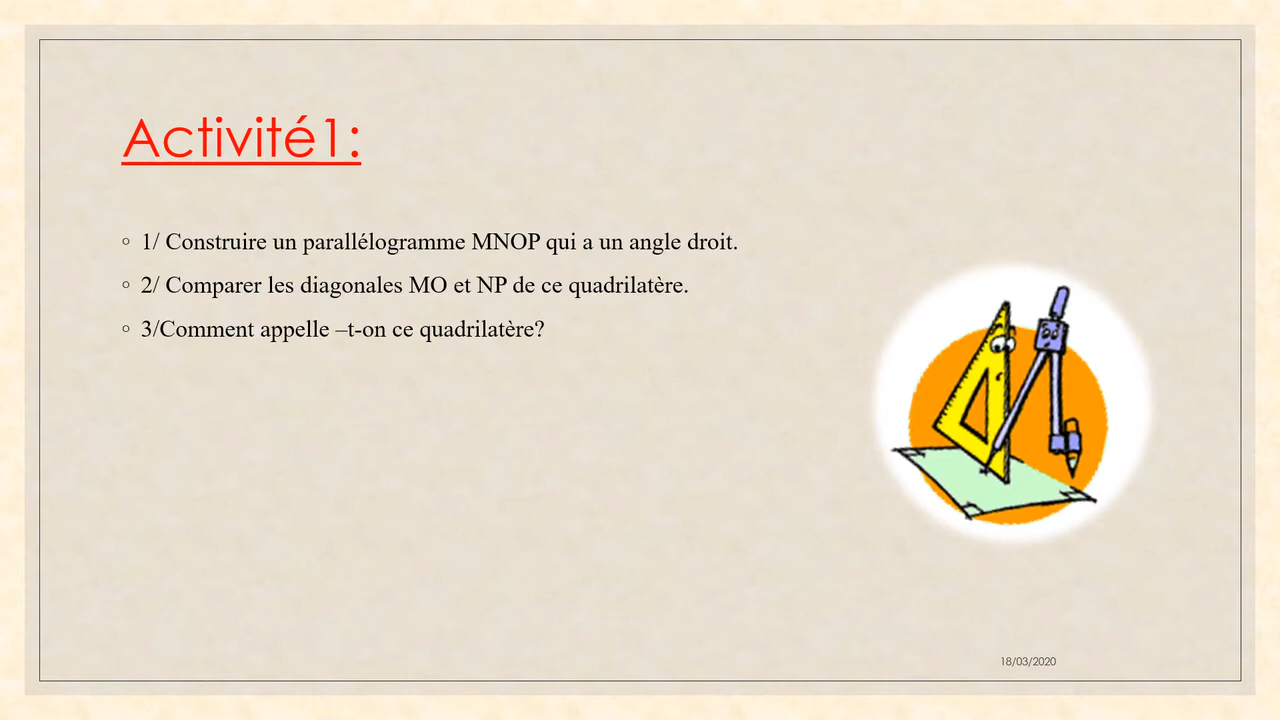 Activité1:
1/ Construire un parallélogramme MNOP qui a un angle droit.
2/ Comparer les diagonales MO et NP de ce quadrilatère.
3/Comment appelle –t-on ce quadrilatère?
18/03/2020